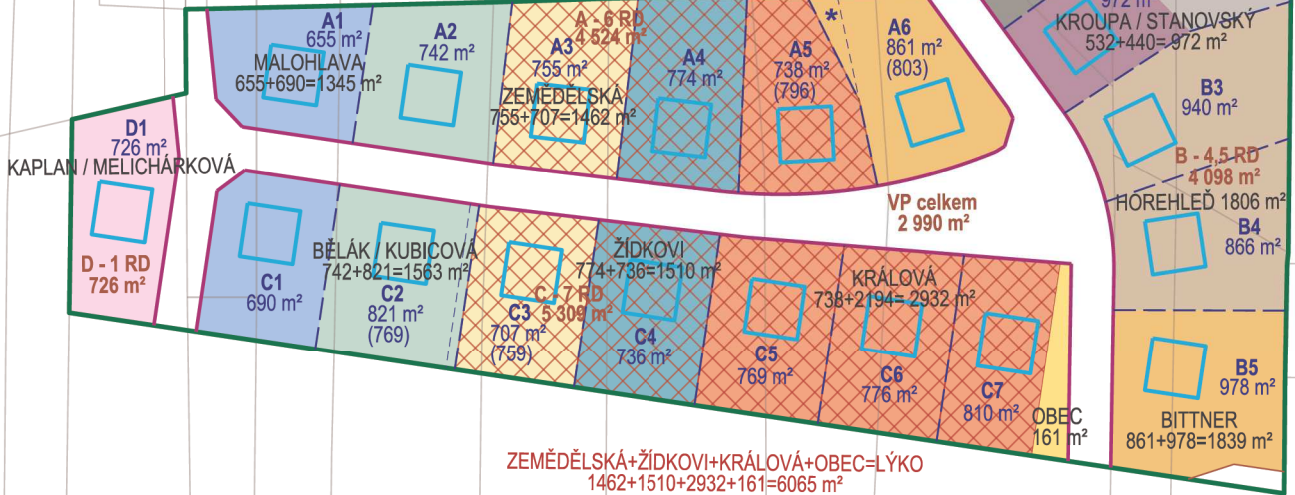 A1
655 m²
MALOHLAVA
655+690=1345 m²
A2
742 m²
A - 6 RD
4 524 m²
A3
755 m²
ZEMĚDĚLSKÁ
755+707=1462 m²
A4
774 m²
A5
738 m²
(796)
*
A6
861 m²
(803)
972 m²
KROUPA / STANOVSKÝ
532+440= 972 m²
B3
940 m²
B - 4,5 RD
4 098 m²
HOREHLEĎ 1806 m²
B4
866 m²
D1
726 m²
KAPLAN / MELICHÁRKOVÁ
D - 1 RD
726 m²
VP celkem
2 990 m²
C1
690 m²
BĚLÁK / KUBICOVÁ
742+821=1563 m²
C2
821 m²
(769)
C - 7 RD
5 309 m²
C3
707 m²
(759)
ŽÍDKOVI
774+736=1510 m²
C4
736 m²
KRÁLOVÁ
738+2194= 2932 m²
C5
769 m²
C6
776 m²
C7
810 m²
OBEC
161 m²
B5
978 m²
BITTNER
861+978=1839 m²
ZEMĚDĚLSKÁ+ŽÍDKOVI+KRÁLOVÁ+OBEC=LÝKO
1462+1510+2932+161=6065 m²